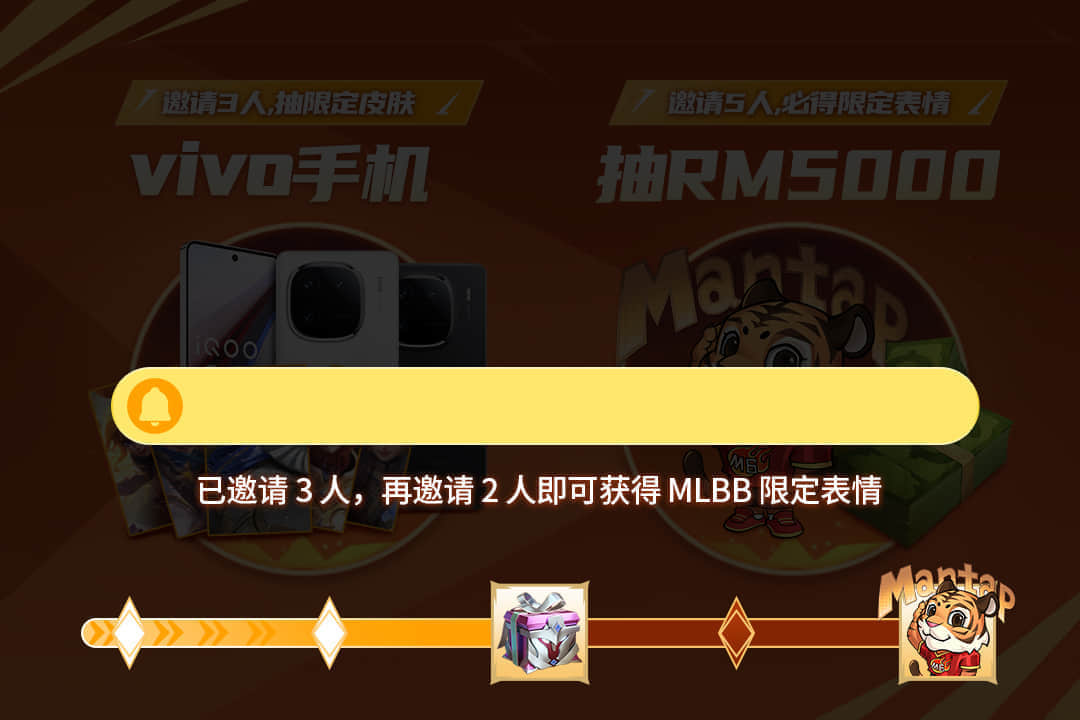 邀请3人,抽限定皮肤
邀请5人,必得限定表情
vivo手机
抽RM5000
Mantap
iQOO
已邀请 3 人，再邀请 2 人即可获得 MLBB 限定表情
Mantap